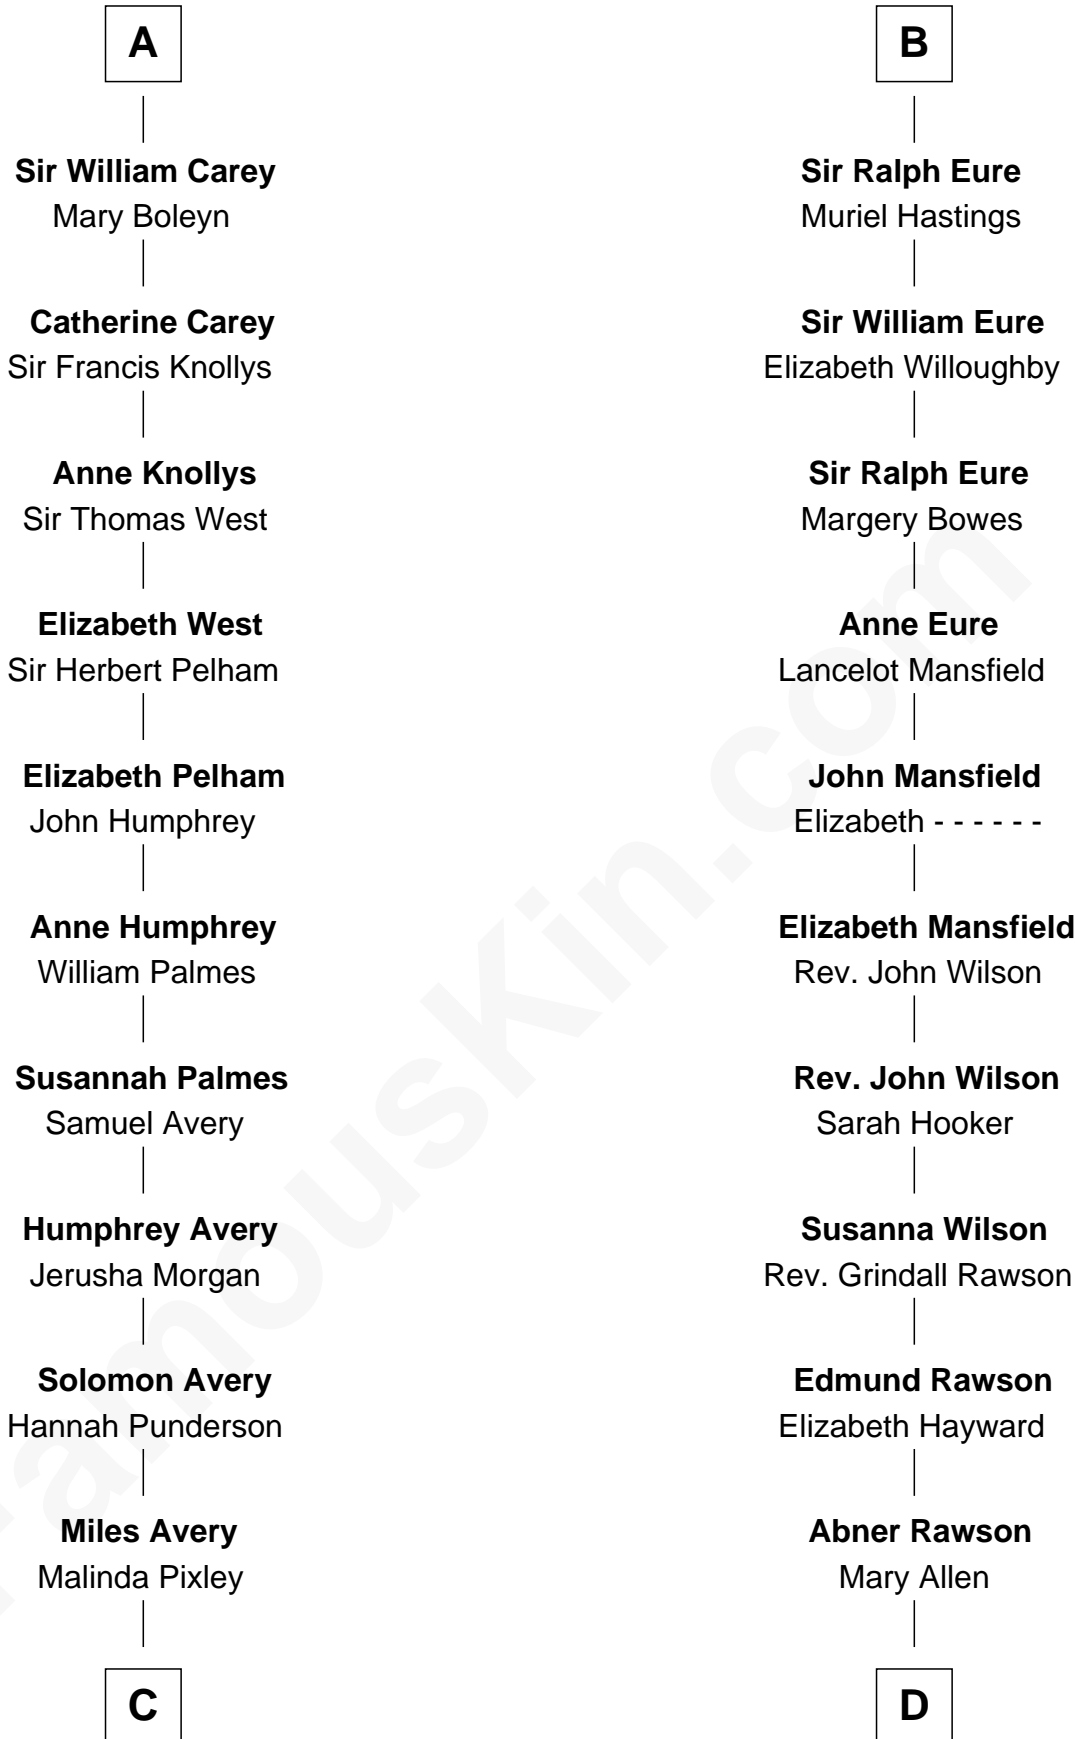 A
Sir William Carey
Mary Boleyn
Catherine Carey
Sir Francis Knollys
Anne Knollys
Sir Thomas West
Elizabeth West
Sir Herbert Pelham
Elizabeth Pelham
John Humphrey
Anne Humphrey
William Palmes
Susannah Palmes
Samuel Avery
Humphrey Avery
Jerusha Morgan
Solomon Avery
Hannah Punderson
Miles Avery
Malinda Pixley
C
B
Sir Ralph Eure
Muriel Hastings
Sir William Eure
Elizabeth Willoughby
Sir Ralph Eure
Margery Bowes
Anne Eure
Lancelot Mansfield
John Mansfield
Elizabeth - - - - - -
Elizabeth Mansfield
Rev. John Wilson
Rev. John Wilson
Sarah Hooker
Susanna Wilson
Rev. Grindall Rawson
Edmund Rawson
Elizabeth Hayward
Abner Rawson
Mary Allen
D
FamousKin.com